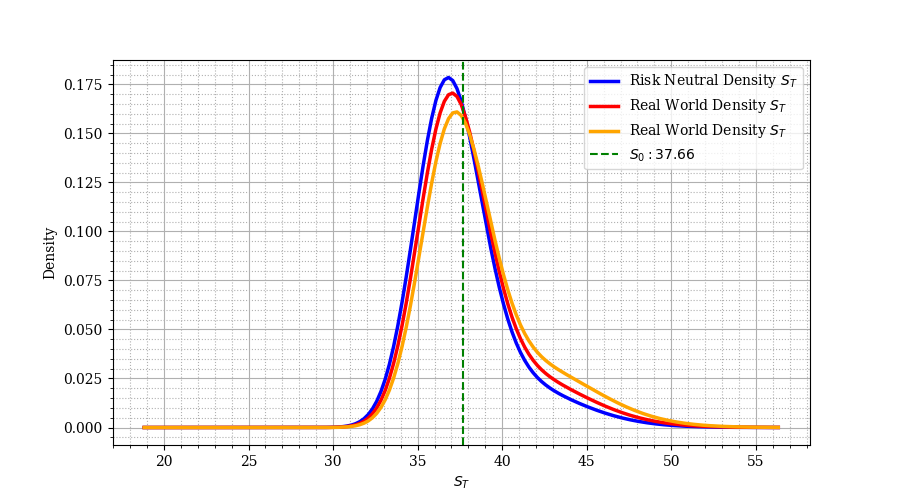 Risk Neutral Density S_T
Real World Density S_T
Real World Density S_T
S_0 : 37.66
Density
0.175
0.150
0.125
0.100
0.075
0.050
0.025
0.000
20 25 30 35 40 45 50 55
S_T